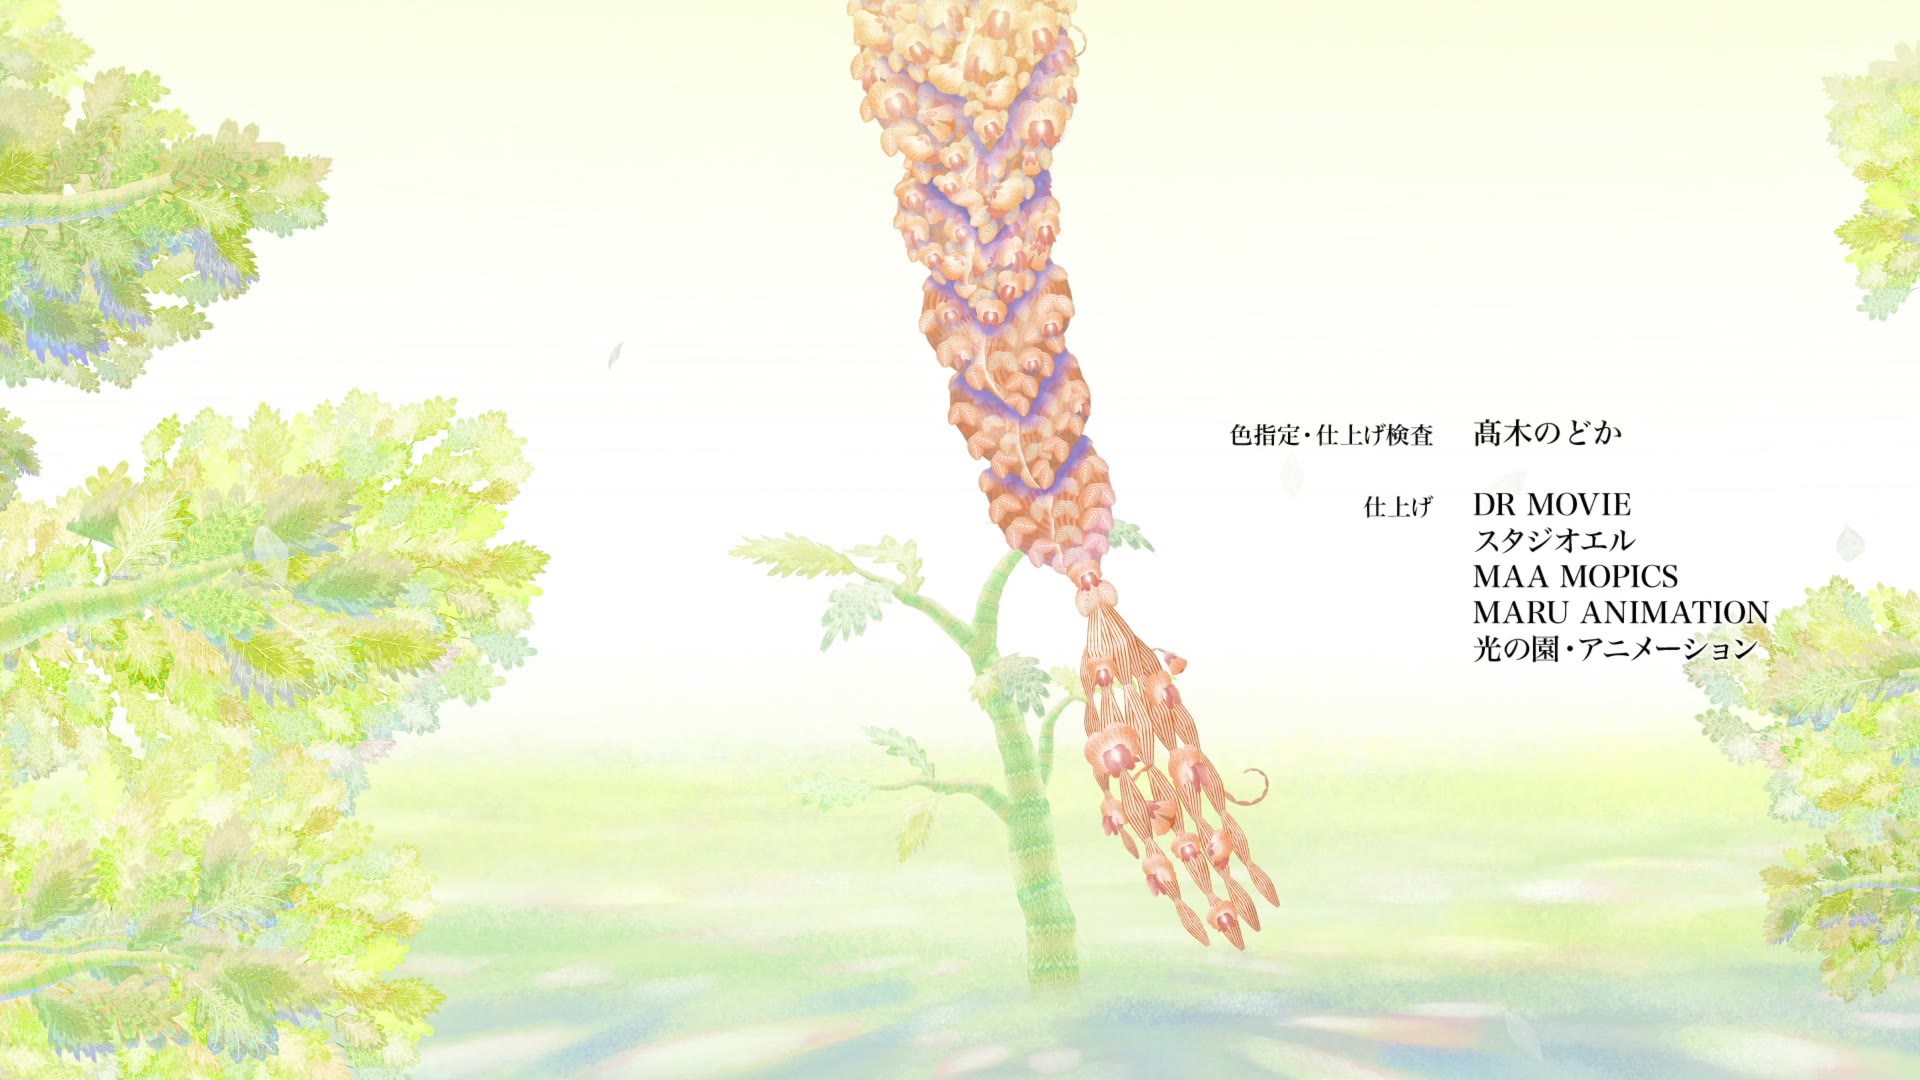 色指定・仕上げ検査 髙木のどか
仕上げ DR MOVIE
スタジオエル
MAA MOPICS
MARU ANIMATION
光の園・アニメーション